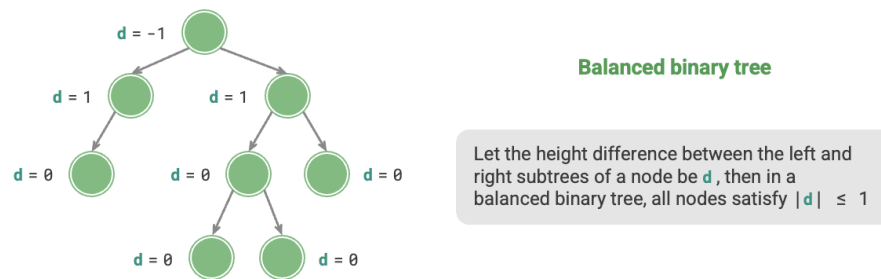 d = -1
Balanced binary tree
d = 1
d = 1
Let the height difference between the left and
right subtrees of a node be d , then in a
balanced binary tree, all nodes satisfy |d| ≤ 1
d = 0
d = 0
d = 0
d = 0
d = 0